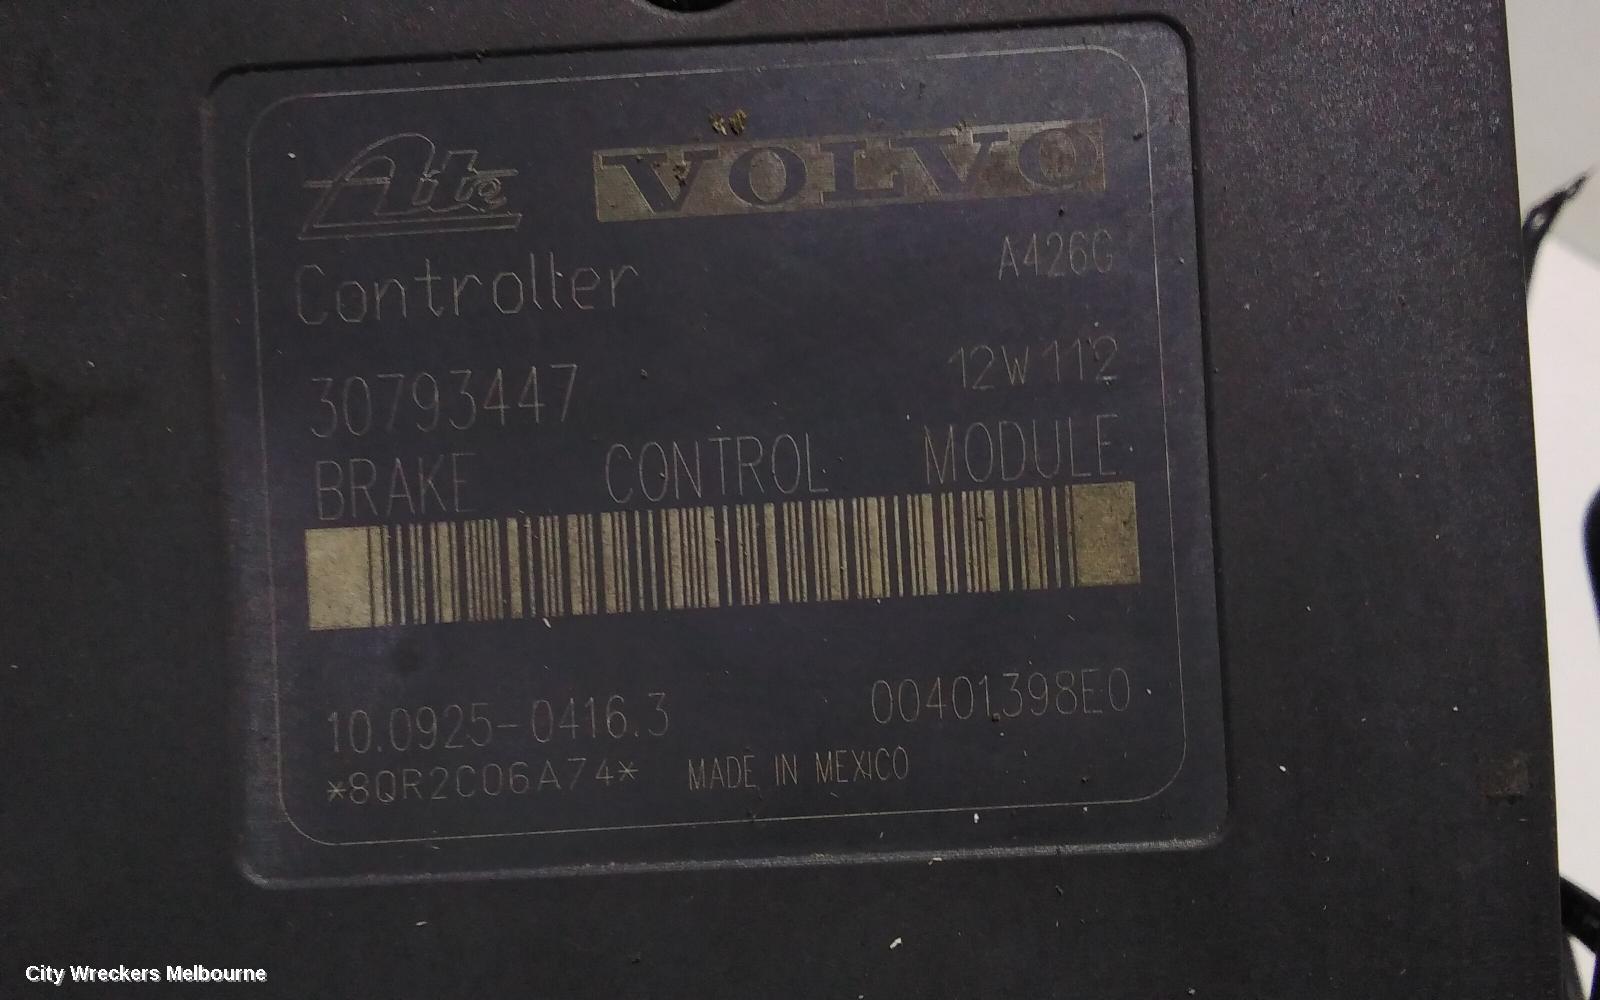 Ate VOLVO
Controller A426G
30793447 12W112
BRAKE CONTROL MODULE
10.0925-0416.3 00401398E0
*8QR2C06A74* MADE IN MEXICO
City Wreckers Melbourne